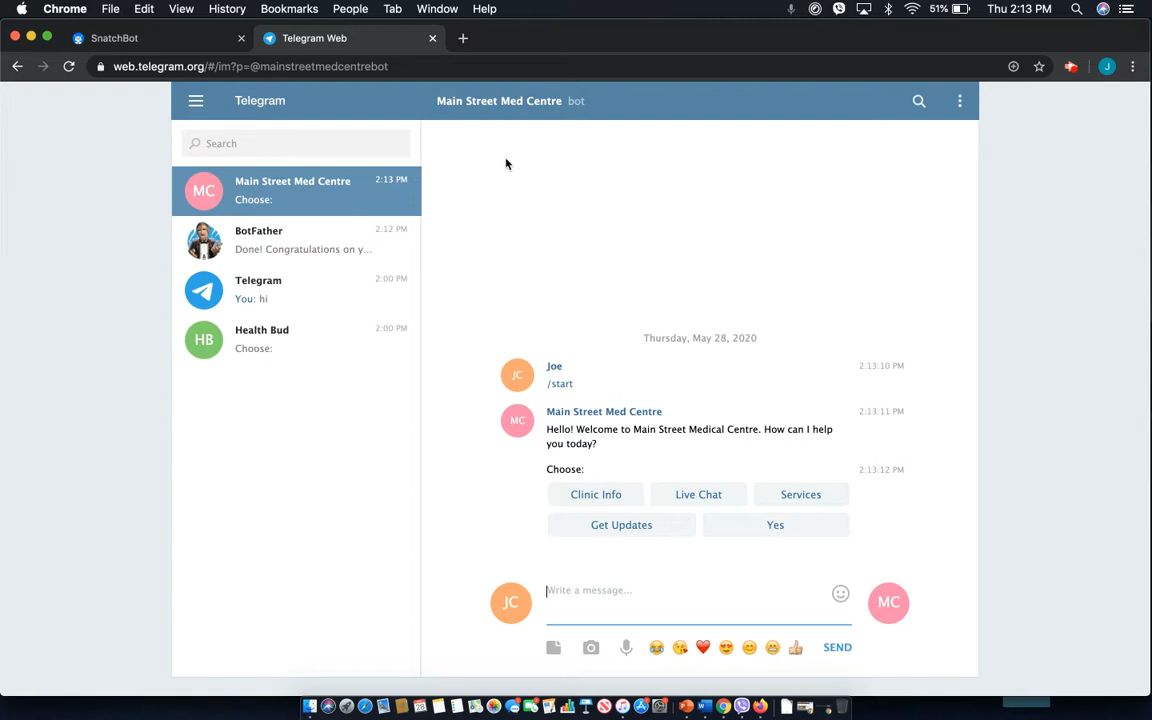 Chrome File Edit View History Bookmarks People Tab Window Help 51% Thu 2:13 PM
SnatchBot Telegram Web
web.telegram.org/#/im?p=@mainstreetmedcentrebot J
Telegram Main Street Med Centre bot
Search
MC Main Street Med Centre 2:13 PM
Choose:
BotFather 2:12 PM
Done! Congratulations on y...
Telegram 2:00 PM
You: hi
HB Health Bud 2:00 PM
Choose:
Thursday, May 28, 2020
JC Joe 2:13:10 PM
/start
MC Main Street Med Centre 2:13:11 PM
Hello! Welcome to Main Street Medical Centre. How can I help
you today?
Choose: 2:13:12 PM
Clinic Info Live Chat Services
Get Updates Yes
JC Write a message... MC
SEND